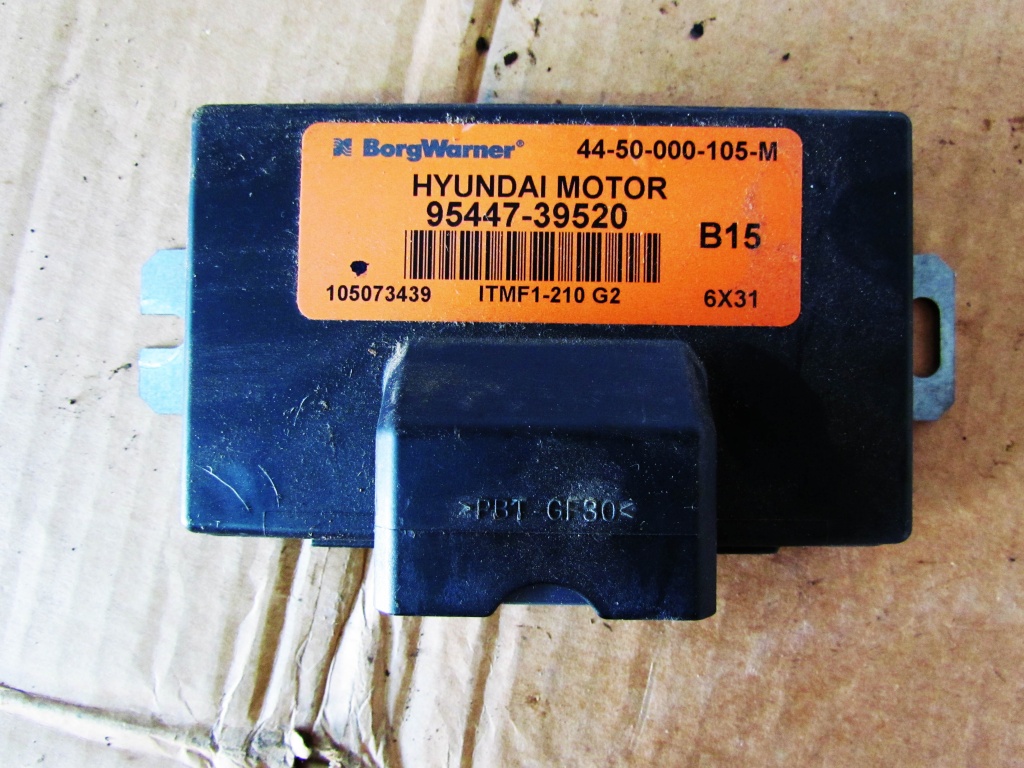 BorgWarner® 44-50-000-105-M
HYUNDAI MOTOR
95447-39520
B15
105073439 ITMF1-210 G2 6X31
>PBT-GF30<